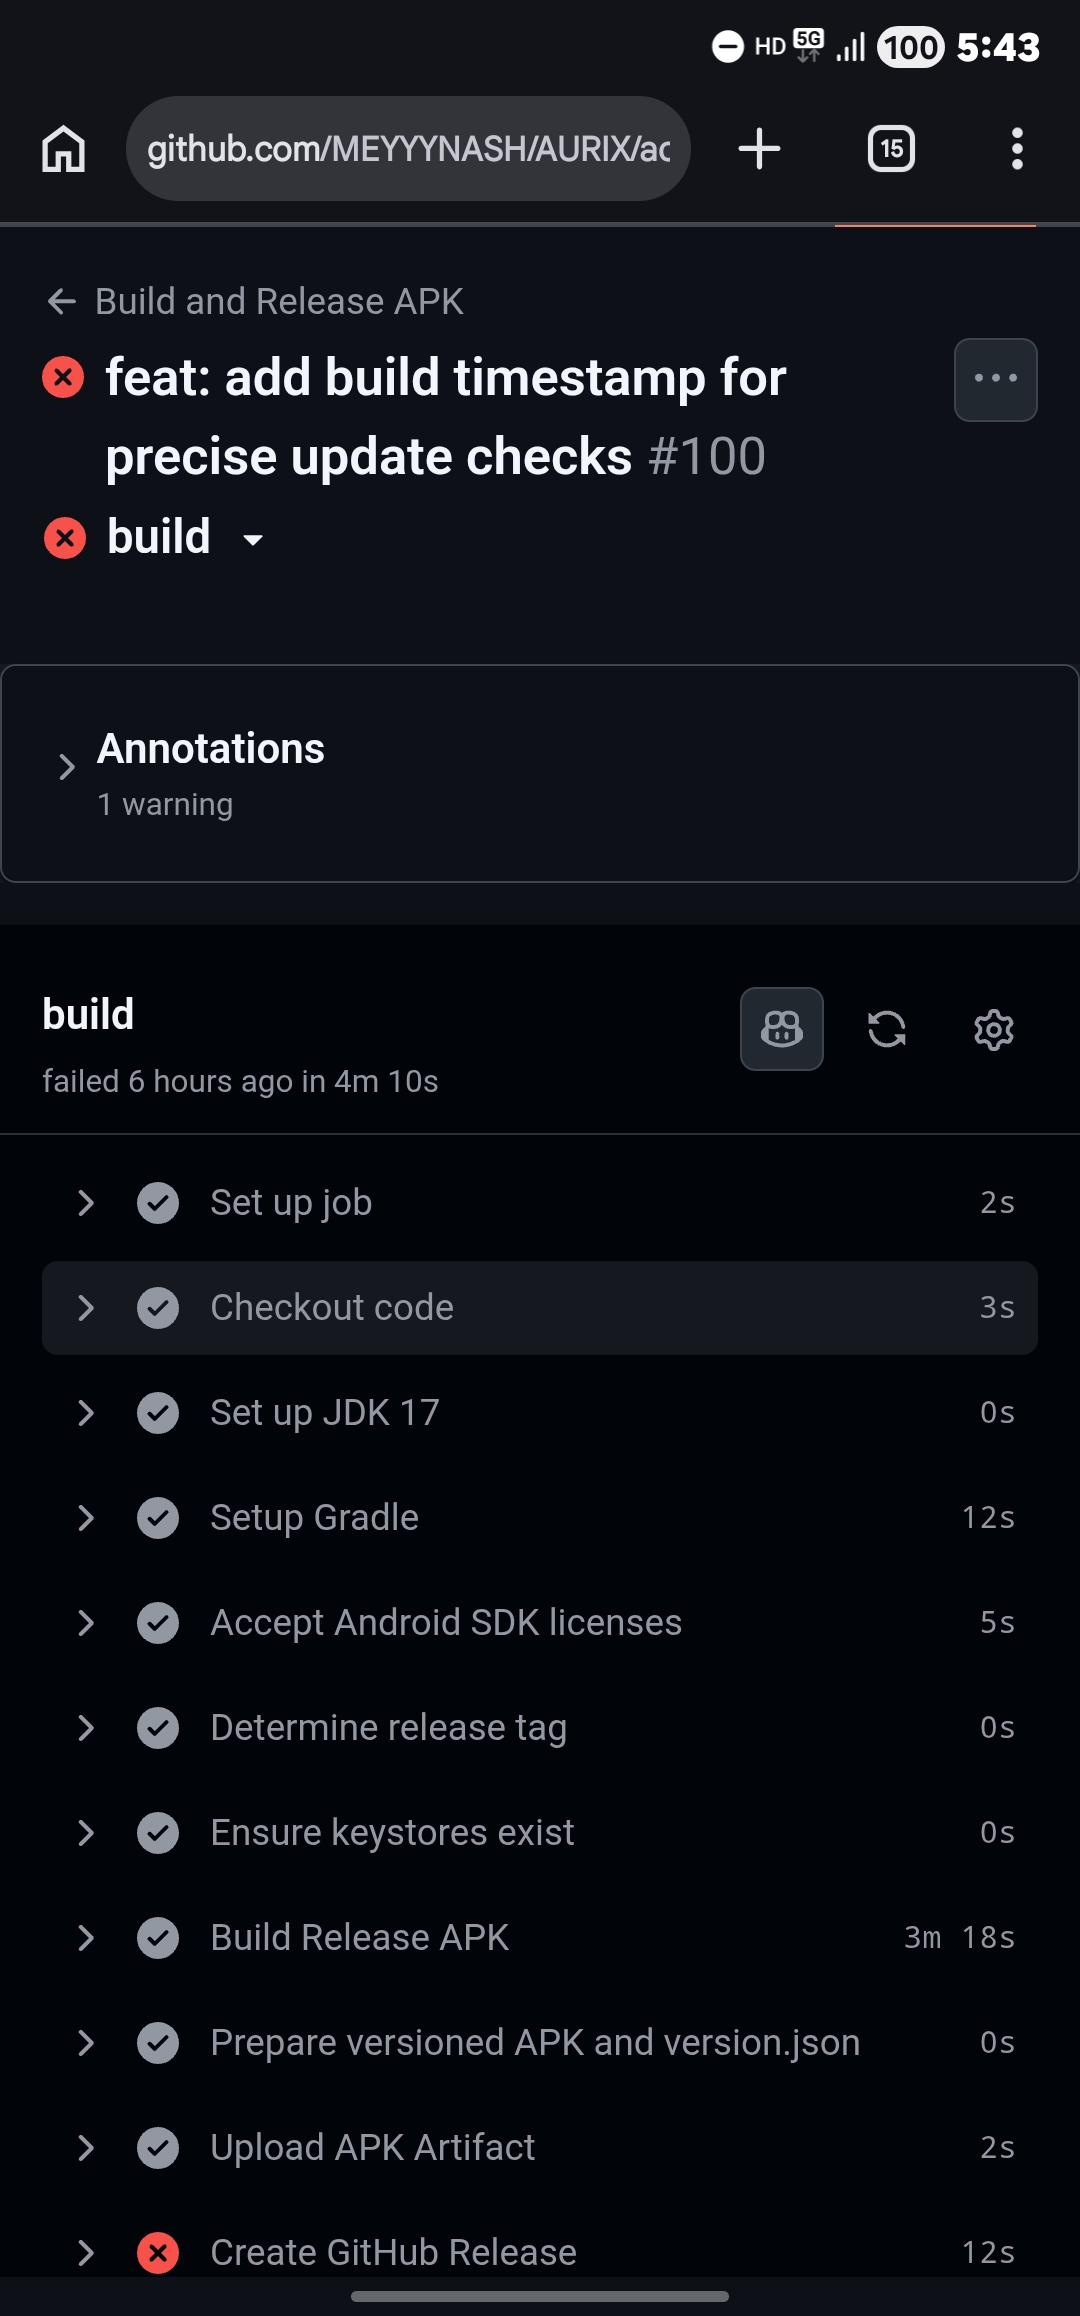 HD 5G 100 5:43
github.com/MEYYYNASH/AURIX/ac
15
Build and Release APK
feat: add build timestamp for
precise update checks #100
build
Annotations
1 warning
build
failed 6 hours ago in 4m 10s
Set up job 2s
Checkout code 3s
Set up JDK 17 0s
Setup Gradle 12s
Accept Android SDK licenses 5s
Determine release tag 0s
Ensure keystores exist 0s
Build Release APK 3m 18s
Prepare versioned APK and version.json 0s
Upload APK Artifact 2s
Create GitHub Release 12s